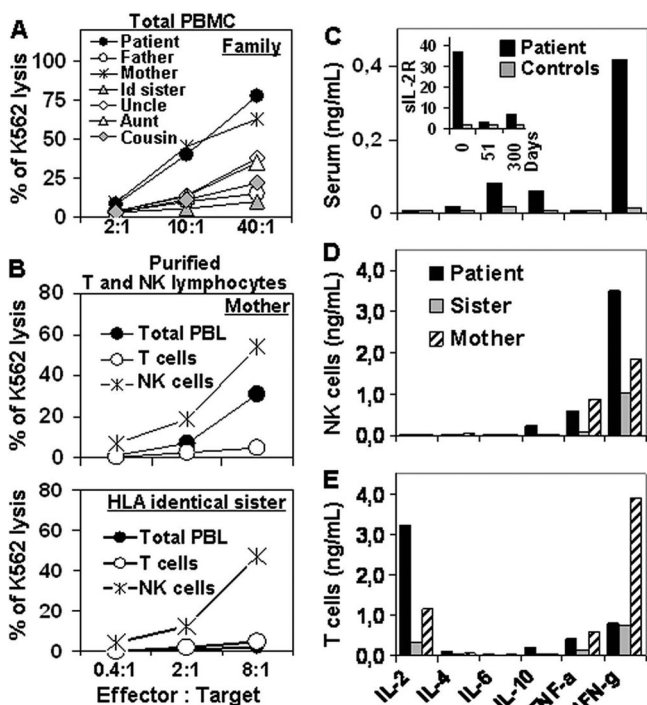 A
Total PBMC
Family
Patient
Father
Mother
Id sister
Uncle
Aunt
Cousin
% of K562 lysis
100
75
50
25
0
2:1
10:1
40:1
B
Purified
T and NK lymphocytes
Mother
Total PBL
T cells
NK cells
% of K562 lysis
80
60
40
20
0
HLA identical sister
Total PBL
T cells
NK cells
% of K562 lysis
80
60
40
20
0
0.4:1
2:1
8:1
Effector : Target
C
Patient
Controls
Serum (ng/mL)
0,4
0,2
0
sIL-2R
40
30
20
10
0
0
51
300
Days
D
Patient
Sister
Mother
NK cells (ng/mL)
4,0
3,0
2,0
1,0
0,0
E
T cells (ng/mL)
4,0
3,0
2,0
1,0
0,0
IL-2
IL-4
IL-6
IL-10